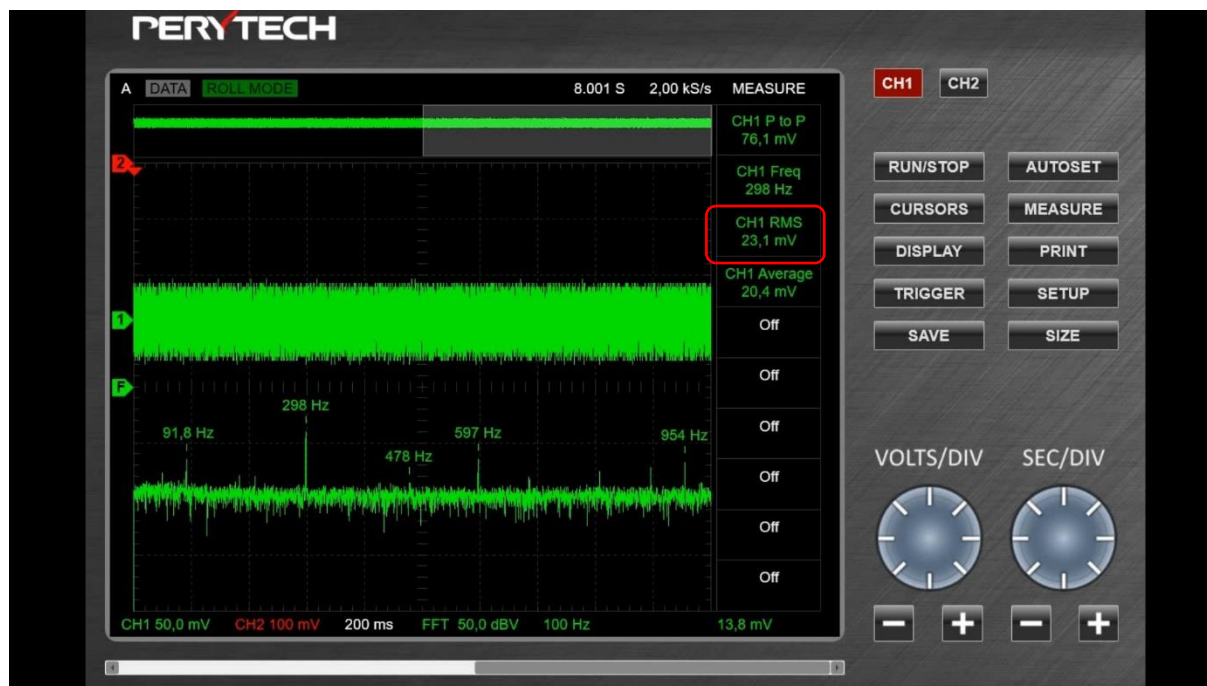 PERYTECH
A DATA ROLL MODE 8.001 S 2,00 kS/s MEASURE
CH1 P to P
76,1 mV
CH1 Freq
298 Hz
CH1 RMS
23,1 mV
CH1 Average
20,4 mV
Off
Off
Off
Off
Off
Off
2
1
F
298 Hz
91,8 Hz
597 Hz
954 Hz
478 Hz
CH1 50,0 mV CH2 100 mV 200 ms FFT 50,0 dBV 100 Hz 13,8 mV
CH1 CH2
RUN/STOP AUTOSET
CURSORS MEASURE
DISPLAY PRINT
TRIGGER SETUP
SAVE SIZE
VOLTS/DIV SEC/DIV
− + − +